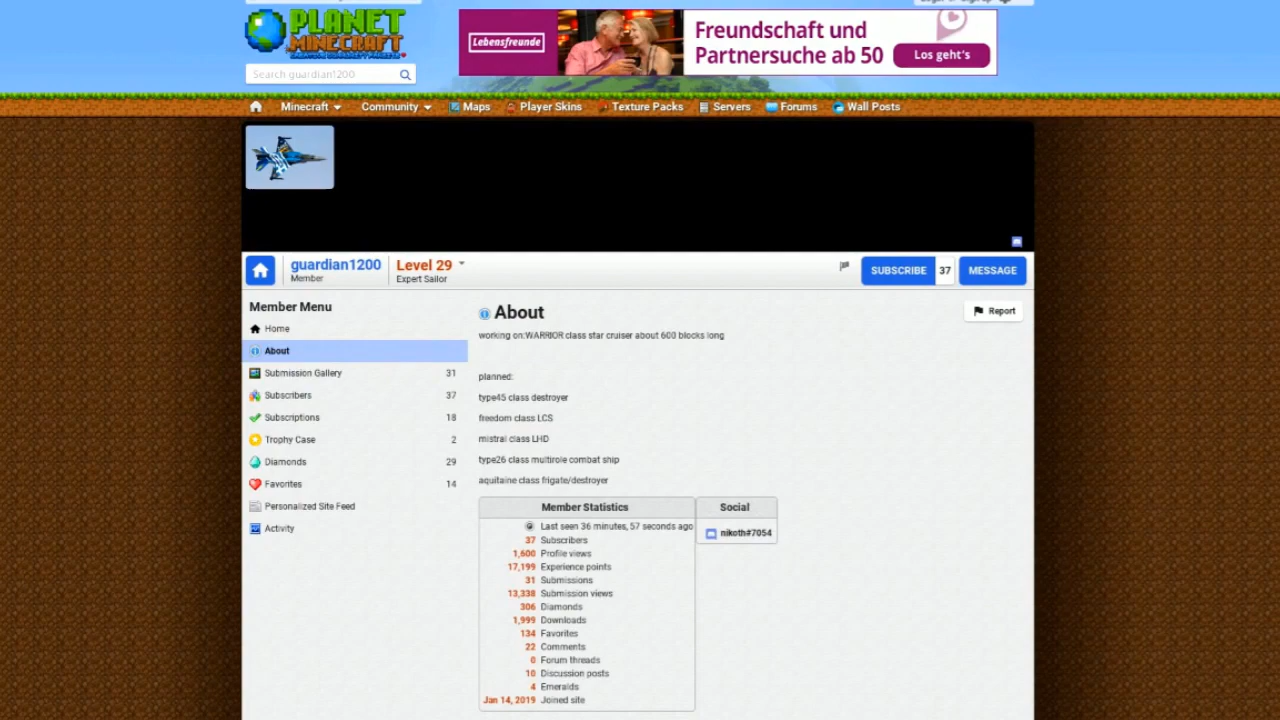 PLANET
MINECRAFT
Search guardian1200
Lebensfreunde
Freundschaft und
Partnersuche ab 50
Los geht's
Minecraft
Community
Maps
Player Skins
Texture Packs
Servers
Forums
Wall Posts
guardian1200
Member
Level 29
Expert Sailor
SUBSCRIBE 37
MESSAGE
Member Menu
Home
About
Submission Gallery 31
Subscribers 37
Subscriptions 18
Trophy Case 2
Diamonds 29
Favorites 14
Personalized Site Feed
Activity
About
Report
working on:WARRIOR class star cruiser about 600 blocks long
planned:
type45 class destroyer
freedom class LCS
mistral class LHD
type26 class multirole combat ship
aquitaine class frigate/destroyer
Member Statistics
Last seen 36 minutes, 57 seconds ago
37 Subscribers
1,600 Profile views
17,199 Experience points
31 Submissions
13,338 Submission views
306 Diamonds
1,999 Downloads
134 Favorites
22 Comments
0 Forum threads
10 Discussion posts
4 Emeralds
Jan 14, 2019 Joined site
Social
nikoth#7054